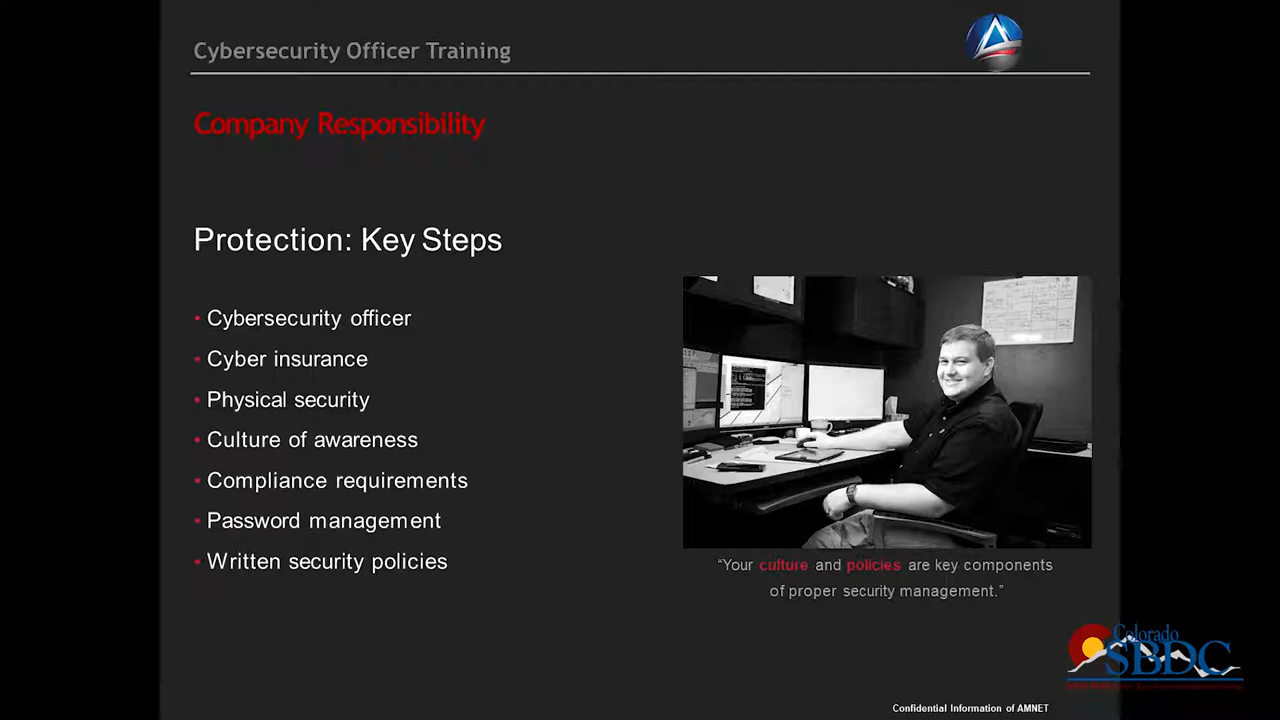 Cybersecurity Officer Training
Company Responsibility
Protection: Key Steps
• Cybersecurity officer
• Cyber insurance
• Physical security
• Culture of awareness
• Compliance requirements
• Password management
• Written security policies
“Your culture and policies are key components
of proper security management.”
Colorado
SBDC
Confidential Information of AMNET